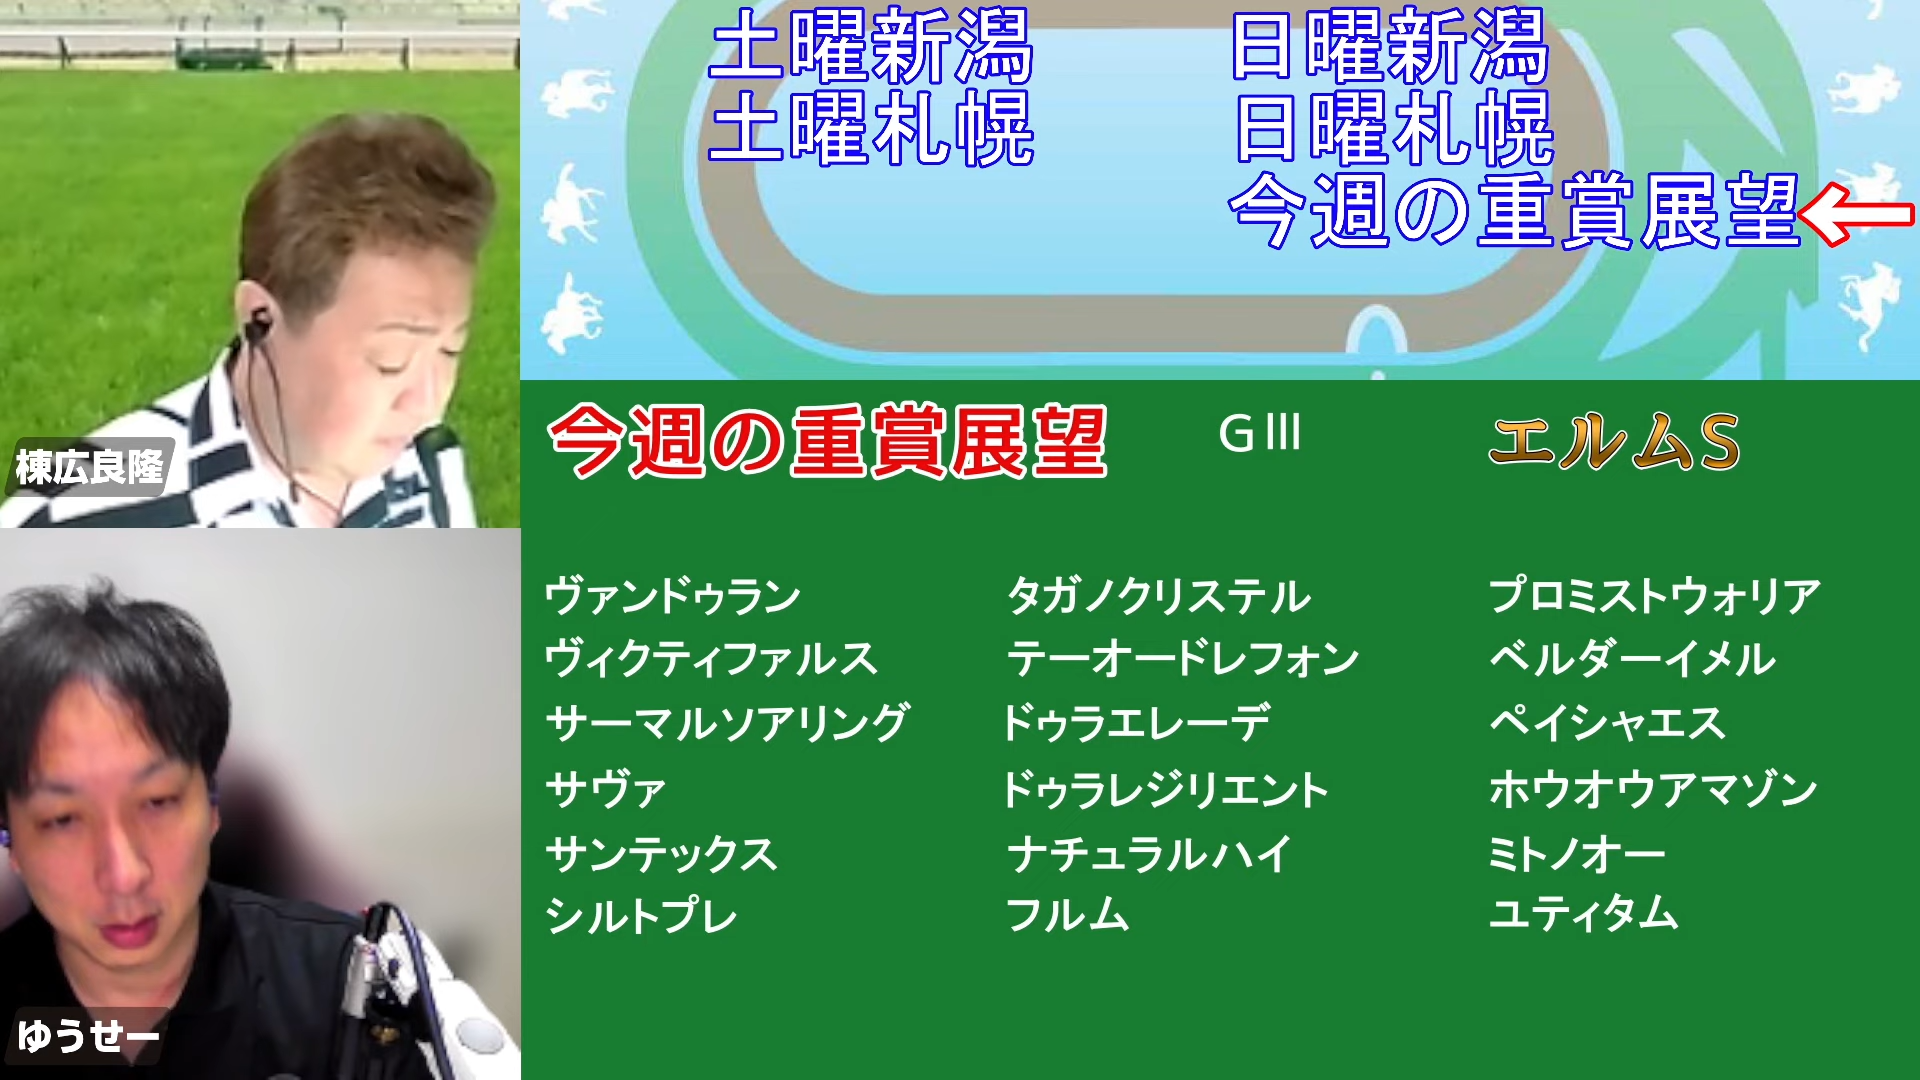 土曜新潟
土曜札幌
日曜新潟
日曜札幌
今週の重賞展望
今週の重賞展望
GⅢ
エルムS
ヴァンドゥラン
ヴィクティファルス
サーマルソアリング
サヴァ
サンテックス
シルトプレ
タガノクリステル
テーオードレフォン
ドゥラエレーデ
ドゥラレジリエント
ナチュラルハイ
フルム
プロミストウォリア
ベルダーイメル
ペイシャエス
ホウオウアマゾン
ミトノオー
ユティタム
棟広良隆
ゆうせー